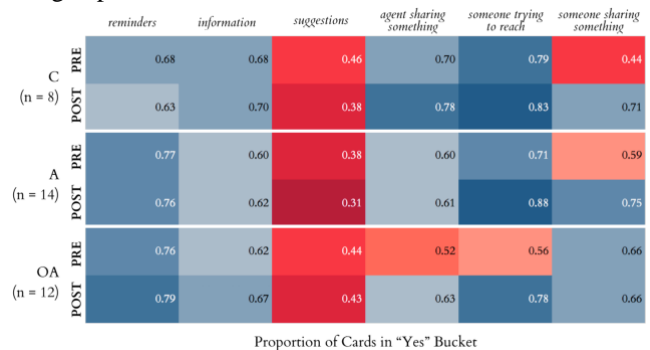 reminders information suggestions agent sharing something someone trying to reach someone sharing something
C (n = 8)
PRE 0.68 0.68 0.46 0.70 0.79 0.44
POST 0.63 0.70 0.38 0.78 0.83 0.71
A (n = 14)
PRE 0.77 0.60 0.38 0.60 0.71 0.59
POST 0.76 0.62 0.31 0.61 0.88 0.75
OA (n = 12)
PRE 0.76 0.62 0.44 0.52 0.56 0.66
POST 0.79 0.67 0.43 0.63 0.78 0.66
Proportion of Cards in “Yes” Bucket